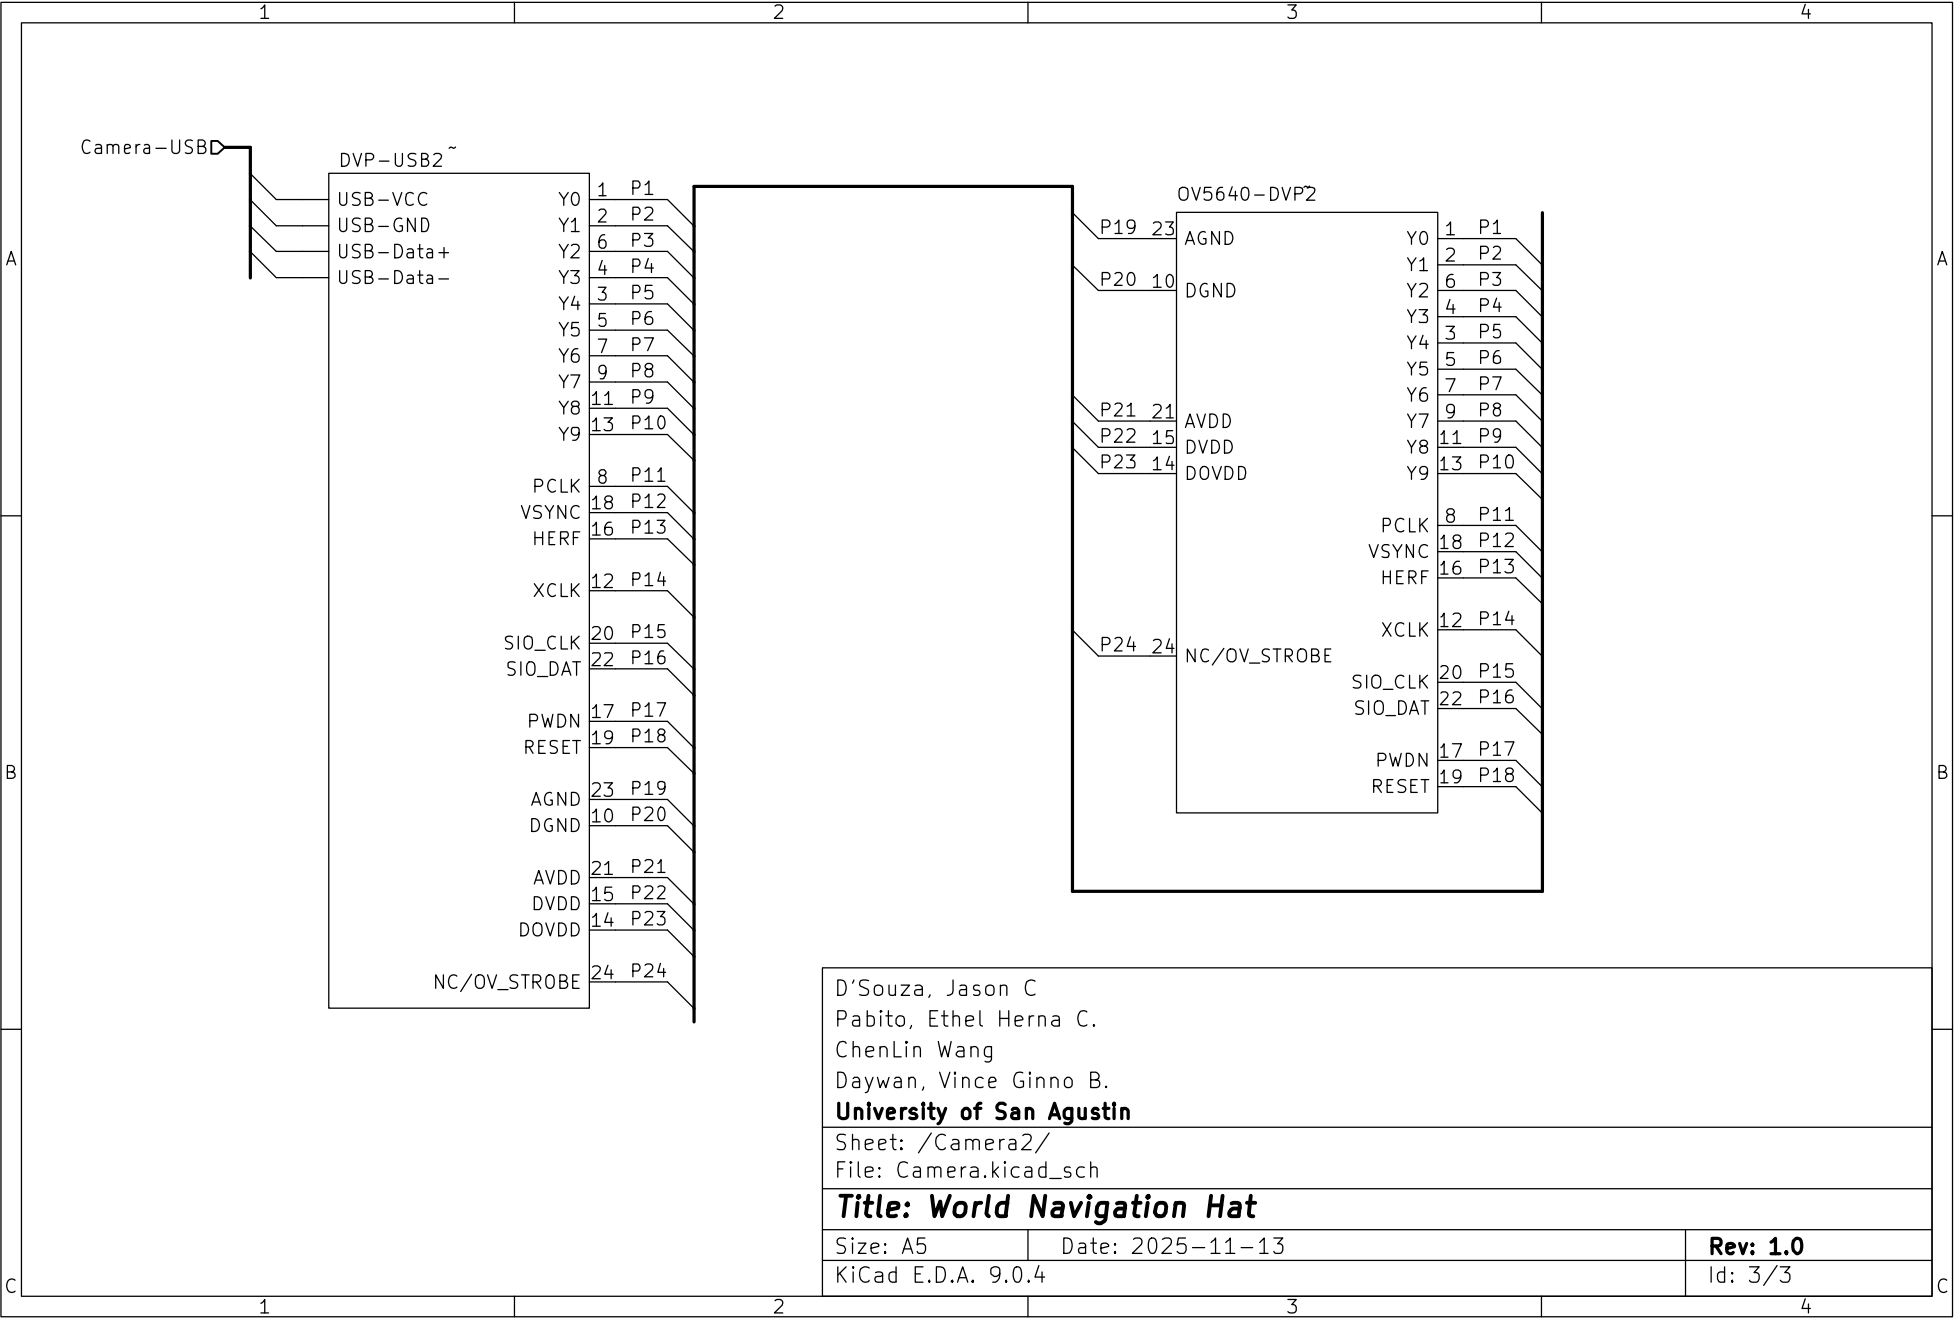 1 2 3 4
Camera-USB
DVP-USB2 ~
USB-VCC
USB-GND
USB-Data+
USB-Data-
Y0 1 P1
Y1 2 P2
Y2 6 P3
Y3 4 P4
Y4 3 P5
Y5 5 P6
Y6 7 P7
Y7 9 P8
Y8 11 P9
Y9 13 P10
PCLK 8 P11
VSYNC 18 P12
HERF 16 P13
XCLK 12 P14
SIO_CLK 20 P15
SIO_DAT 22 P16
PWDN 17 P17
RESET 19 P18
AGND 23 P19
DGND 10 P20
AVDD 21 P21
DVDD 15 P22
DOVDD 14 P23
NC/OV_STROBE 24 P24
OV5640-DVP2 ~
P19 23 AGND
P20 10 DGND
P21 21 AVDD
P22 15 DVDD
P23 14 DOVDD
P24 24 NC/OV_STROBE
Y0 1 P1
Y1 2 P2
Y2 6 P3
Y3 4 P4
Y4 3 P5
Y5 5 P6
Y6 7 P7
Y7 9 P8
Y8 11 P9
Y9 13 P10
PCLK 8 P11
VSYNC 18 P12
HERF 16 P13
XCLK 12 P14
SIO_CLK 20 P15
SIO_DAT 22 P16
PWDN 17 P17
RESET 19 P18
A A
B B
C C
D'Souza, Jason C
Pabito, Ethel Herna C.
ChenLin Wang
Daywan, Vince Ginno B.
University of San Agustin
Sheet: /Camera2/
File: Camera.kicad_sch
Title: World Navigation Hat
Size: A5 Date: 2025-11-13 Rev: 1.0
KiCad E.D.A. 9.0.4 Id: 3/3
1 2 3 4